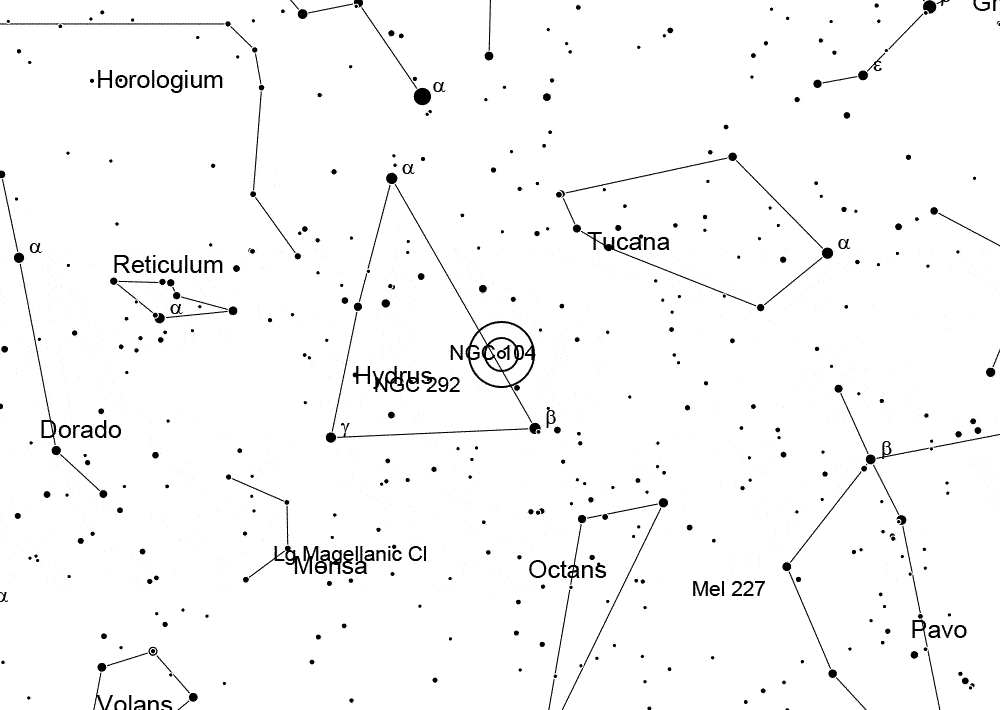 Gr
α
ε
Horologium
α
α
Tucana
α
α
Reticulum
α
NGC 104
Hydrus
NGC 292
β
γ
Dorado
β
Lg Magellanic Cl
Mensa
Octans
Mel 227
α
Pavo
Volans